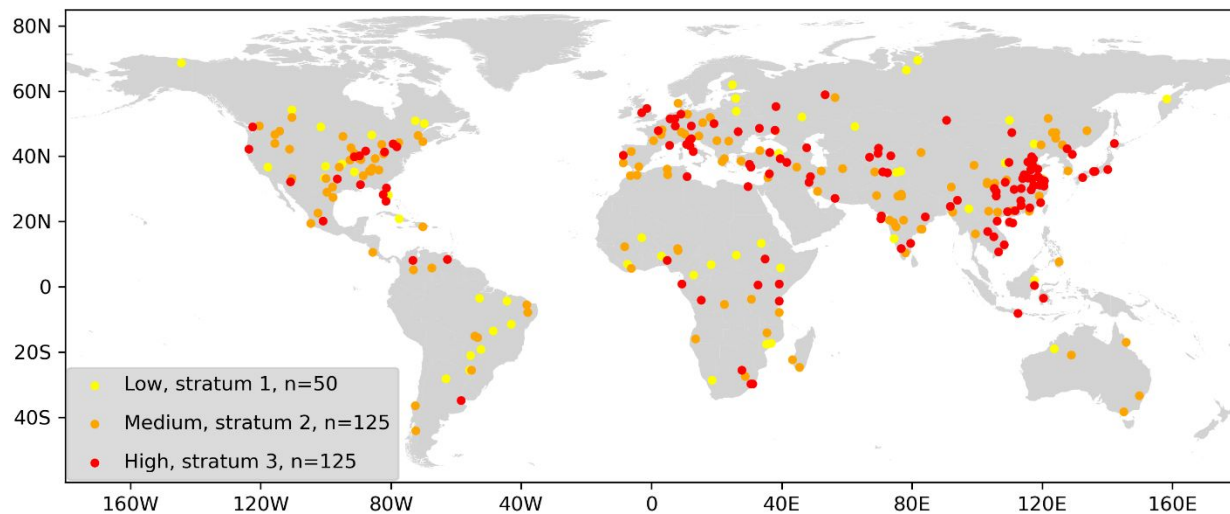 80N
60N
40N
20N
0
20S
40S
Low, stratum 1, n=50
Medium, stratum 2, n=125
High, stratum 3, n=125
160W
120W
80W
40W
0
40E
80E
120E
160E